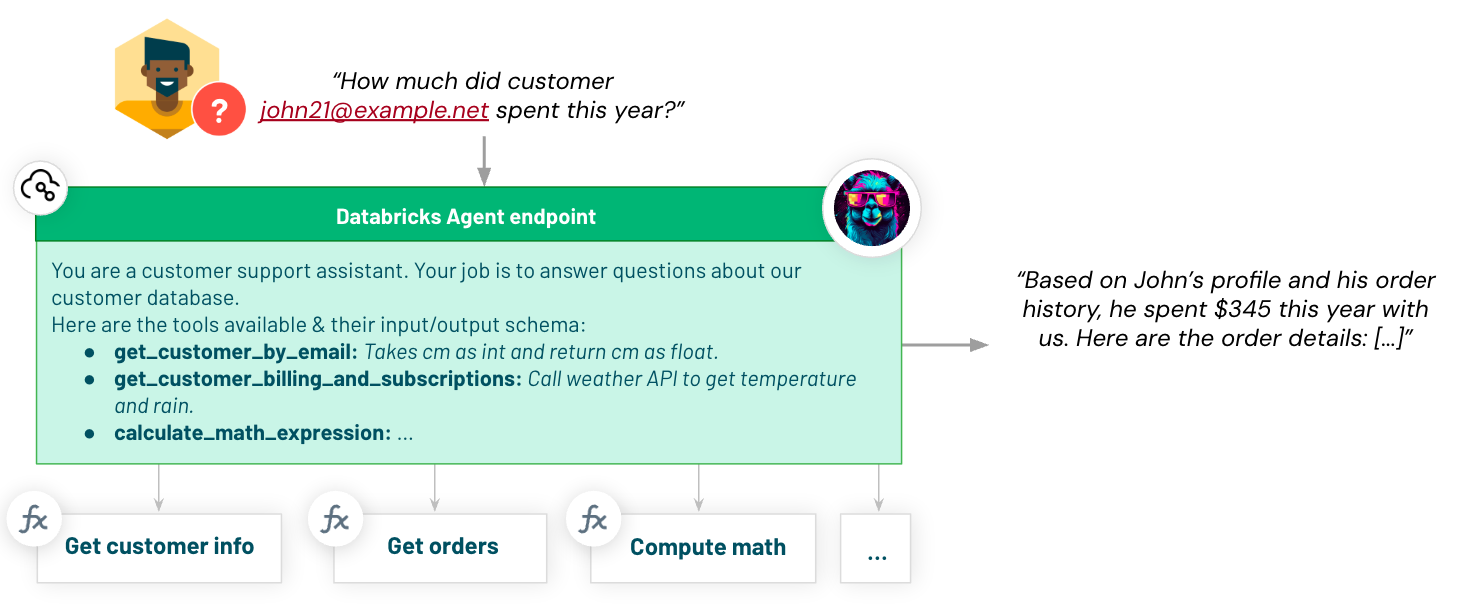 “How much did customer
john21@example.net spent this year?”
?
Databricks Agent endpoint
You are a customer support assistant. Your job is to answer questions about our
customer database.
Here are the tools available & their input/output schema:
● get_customer_by_email: Takes cm as int and return cm as float.
● get_customer_billing_and_subscriptions: Call weather API to get temperature
and rain.
● calculate_math_expression: ...
“Based on John’s profile and his order
history, he spent $345 this year with
us. Here are the order details: [...]”
fx
Get customer info
fx
Get orders
fx
Compute math
...